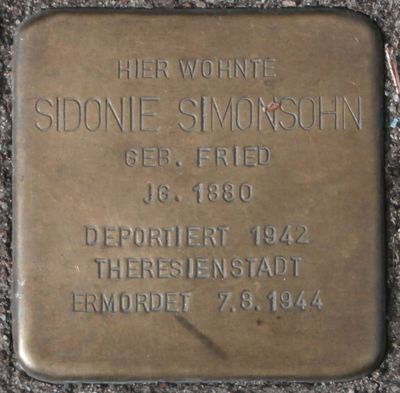 HIER WOHNTE
SIDONIE SIMONSOHN
GEB. FRIED
JG. 1880
DEPORTIERT 1942
THERESIENSTADT
ERMORDET 7.8.1944